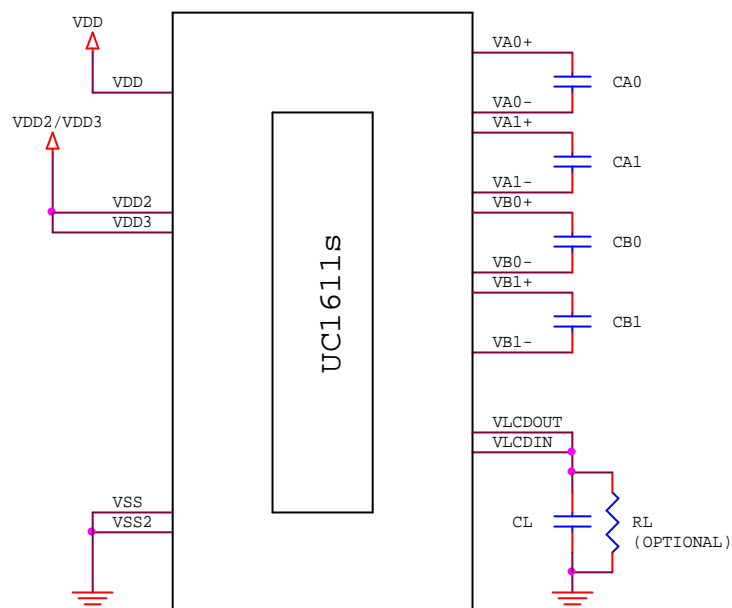 VDD
VDD
VDD2/VDD3
VDD2
VDD3
VSS
VSS2
UC1611s
VA0+
VA0-
CA0
VA1+
VA1-
CA1
VB0+
VB0-
CB0
VB1+
VB1-
CB1
VLCDOUT
VLCDIN
CL
RL
(OPTIONAL)